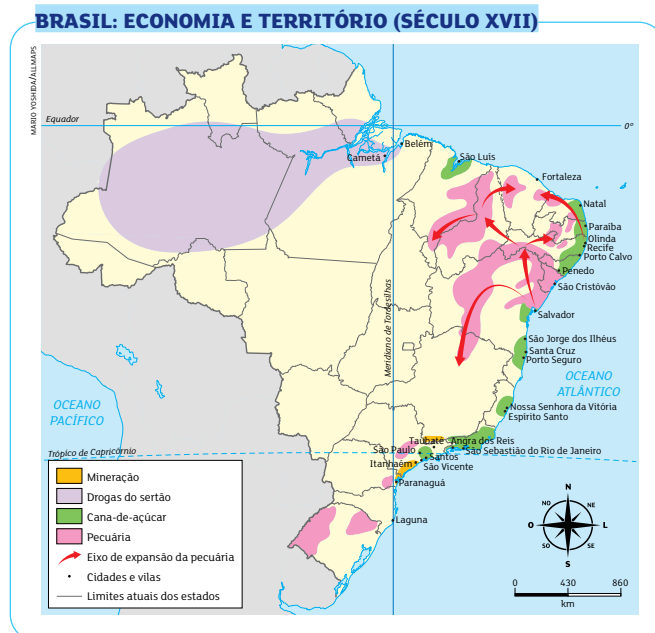 BRASIL: ECONOMIA E TERRITÓRIO (SÉCULO XVII)
MARIO YOSHIDA/ALLMAPS
Equador
0°
Belém
Cametá
São Luís
Fortaleza
Natal
Paraíba
Olinda
Recife
Porto Calvo
Penedo
São Cristóvão
Salvador
Meridiano de Tordesilhas
São Jorge dos Ilhéus
Santa Cruz
Porto Seguro
OCEANO
ATLÂNTICO
OCEANO
PACÍFICO
Nossa Senhora da Vitória
Espírito Santo
Taubaté
Angra dos Reis
Trópico de Capricórnio
São Paulo
Santos
São Sebastião do Rio de Janeiro
Itanhaém
São Vicente
Paranaguá
Laguna
Mineração
Drogas do sertão
Cana-de-açúcar
Pecuária
Eixo de expansão da pecuária
Cidades e vilas
Limites atuais dos estados
N
NO
NE
O
L
SO
SE
S
0
430
860
km